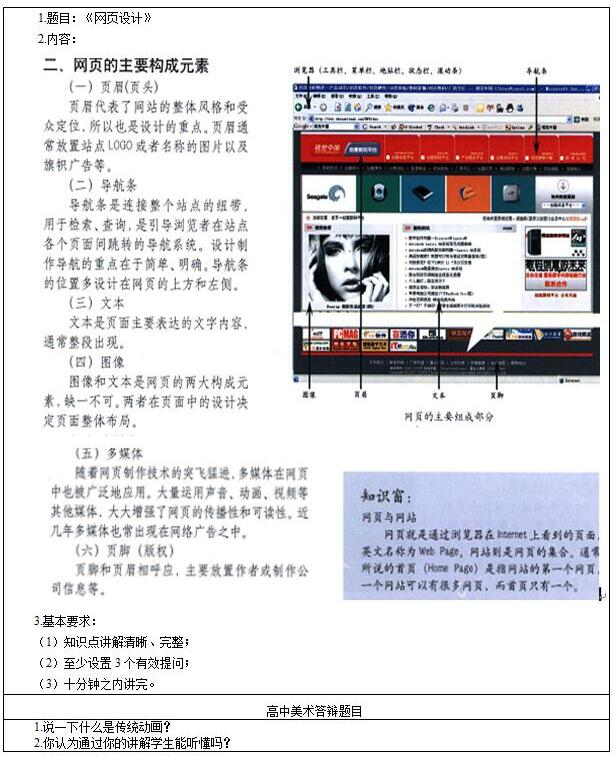 1.题目：《网页设计》
2.内容：
二、网页的主要构成元素
（一）页眉(页头)
页眉代表了网站的整体风格和受
众定位，所以也是设计的重点。页眉通
常放置站点LOGO或者名称的图片以及
旗帜广告等。
（二）导航条
导航条是连接整个站点的纽带，
用于检索、查询，是引导浏览者在站点
各个页面间跳转的导航系统。设计制
作导航的重点在于简单、明确。导航条
的位置多设计在网页的上方和左侧。
（三）文本
文本是页面主要表达的文字内容，
通常整段出现。
（四）图像
图像和文本是网页的两大构成元
素，缺一不可。两者在页面中的设计决
定页面整体布局。
浏览器（工具栏、菜单栏、地址栏、状态栏、滚动条）
导航条
视觉中国
Seagate
图像
页眉
文本
页脚
网页的主要组成部分
（五）多媒体
随着网页制作技术的突飞猛进，多媒体在网页
中也被广泛地应用。大量运用声音、动画、视频等
其他媒体，大大增强了网页的传播性和可读性。近
几年多媒体也常出现在网络广告之中。
（六）页脚（版权）
页脚和页眉相呼应，主要放置作者或制作公
司信息等。
知识窗：
网页与网站
网页就是通过浏览器在Internet上看到的页面，
英文名称为Web Page。网站则是网页的集合。通常
所说的首页（Home Page）是指网站的第一个网页，
一个网站可以有很多网页，而首页只有一个。
3.基本要求：
（1）知识点讲解清晰、完整；
（2）至少设置3个有效提问；
（3）十分钟之内讲完。
高中美术答辩题目
1.说一下什么是传统动画？
2.你认为通过你的讲解学生能听懂吗？